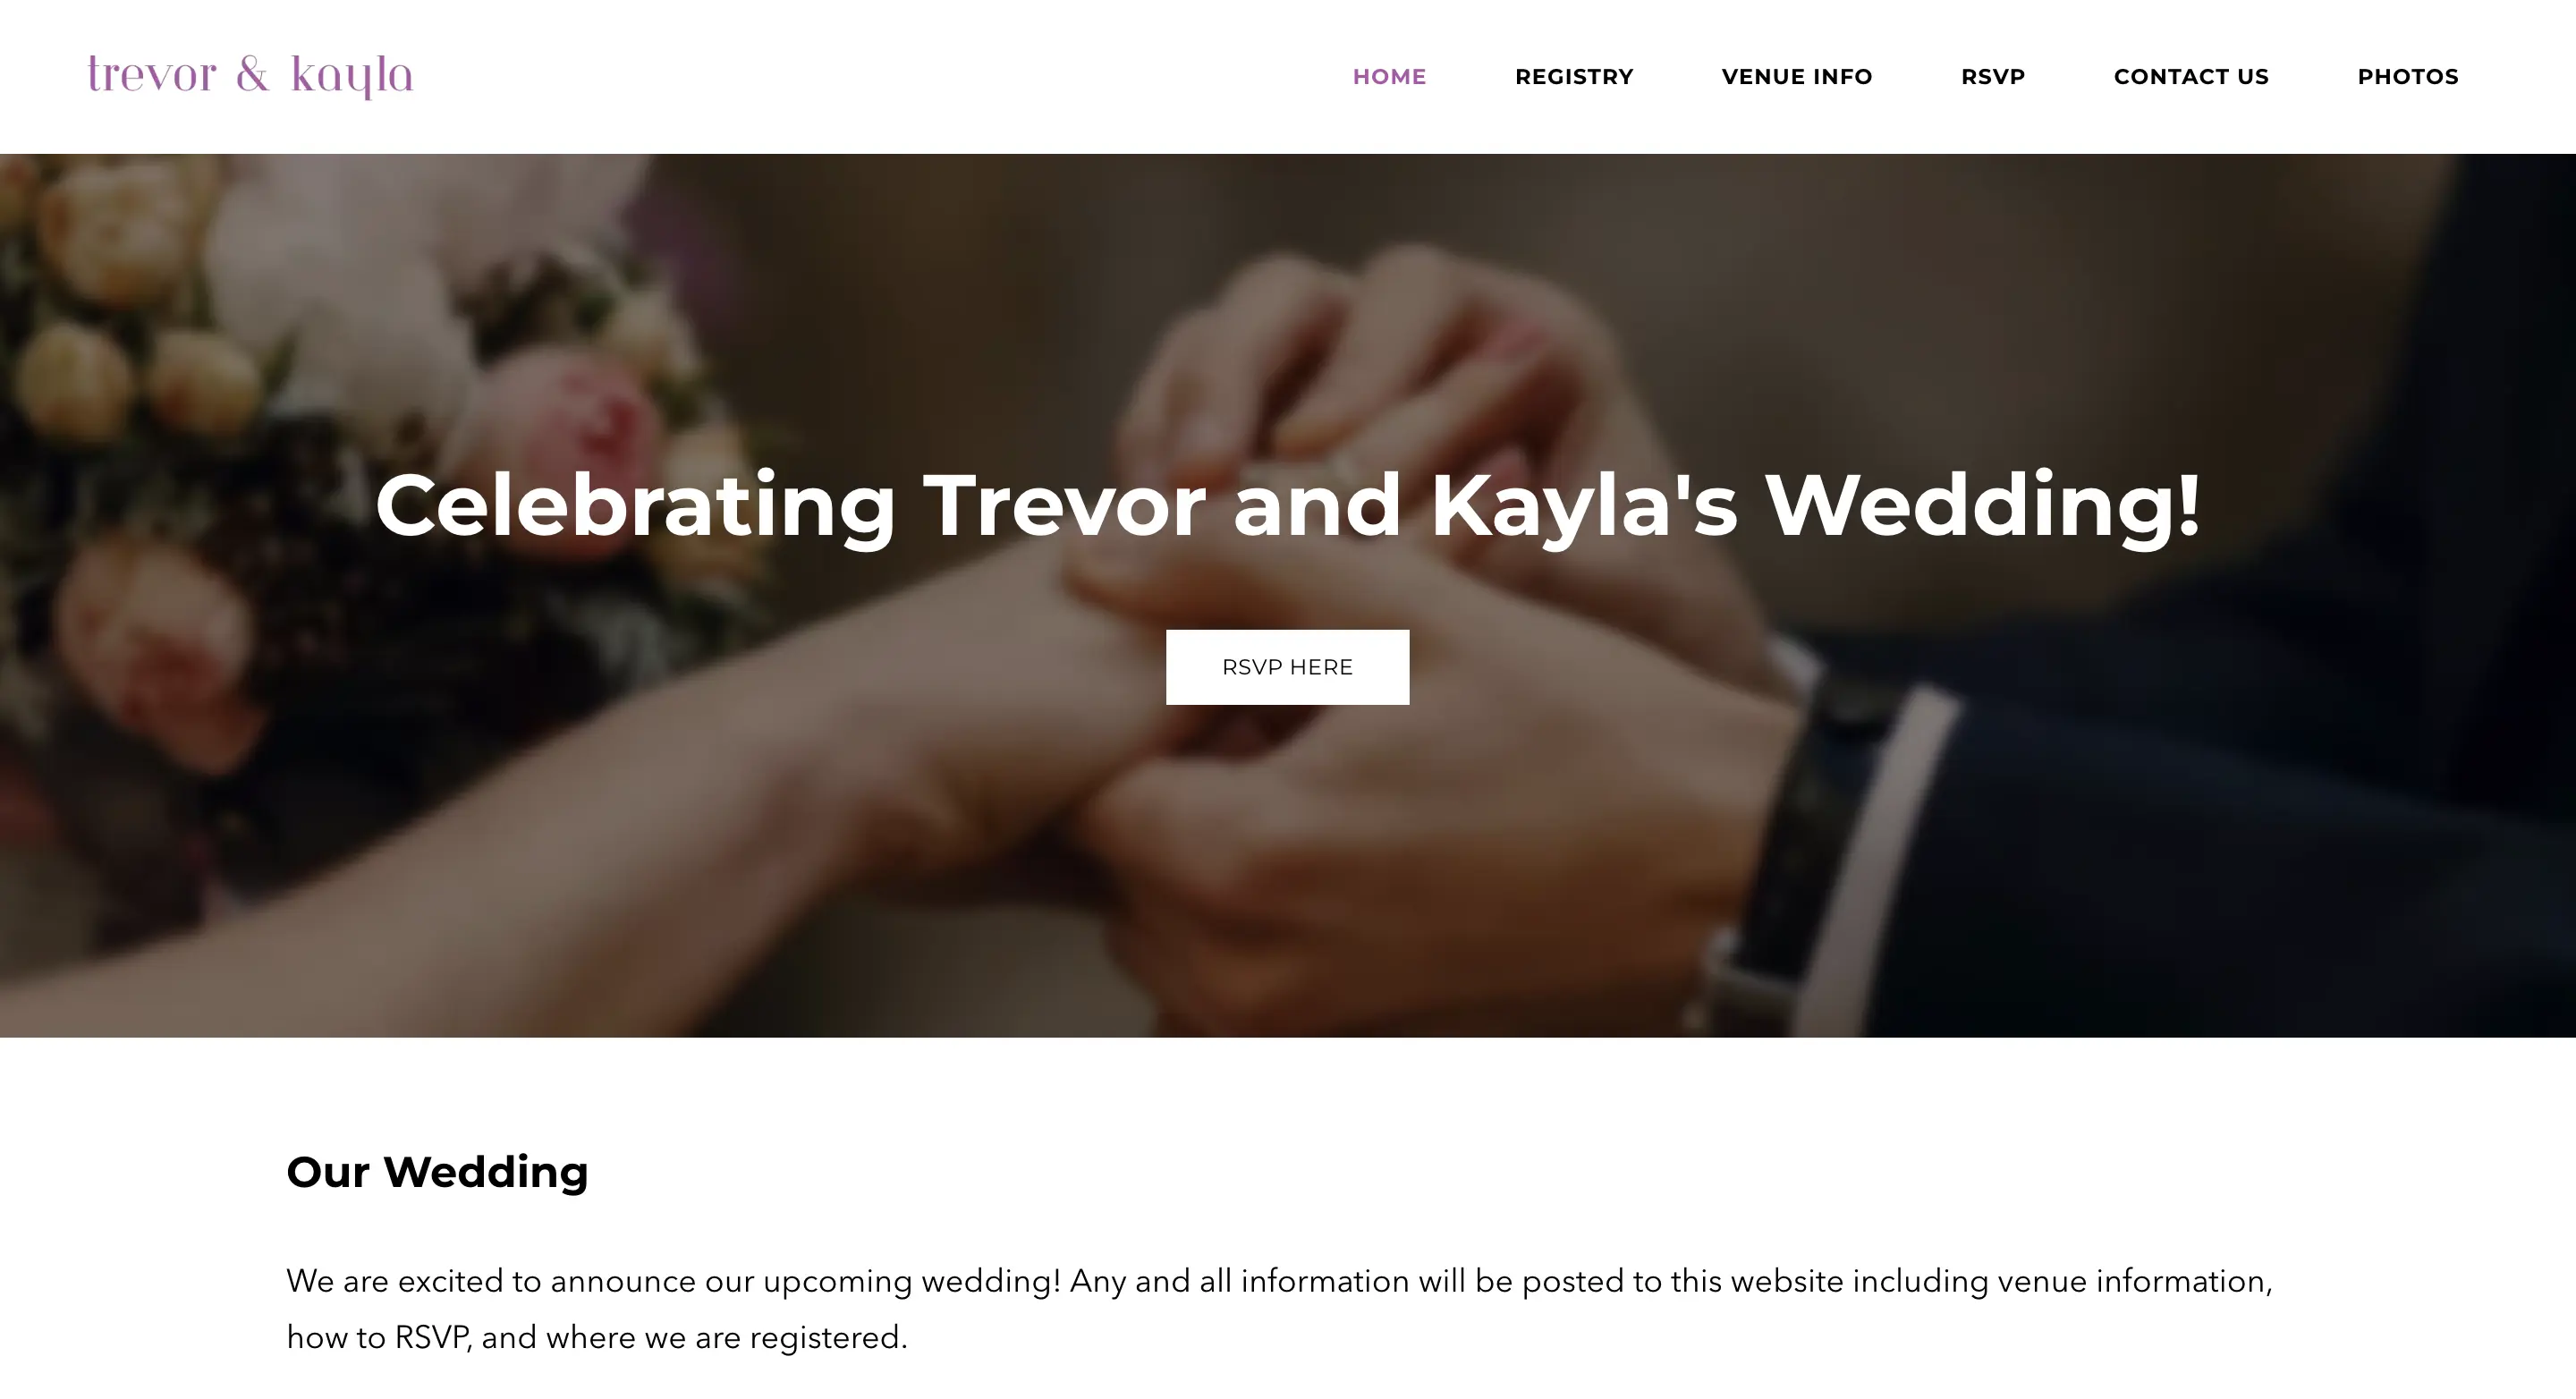 trevor & kayla
HOME REGISTRY VENUE INFO RSVP CONTACT US PHOTOS
Celebrating Trevor and Kayla's Wedding!
RSVP HERE
Our Wedding
We are excited to announce our upcoming wedding! Any and all information will be posted to this website including venue information,
how to RSVP, and where we are registered.